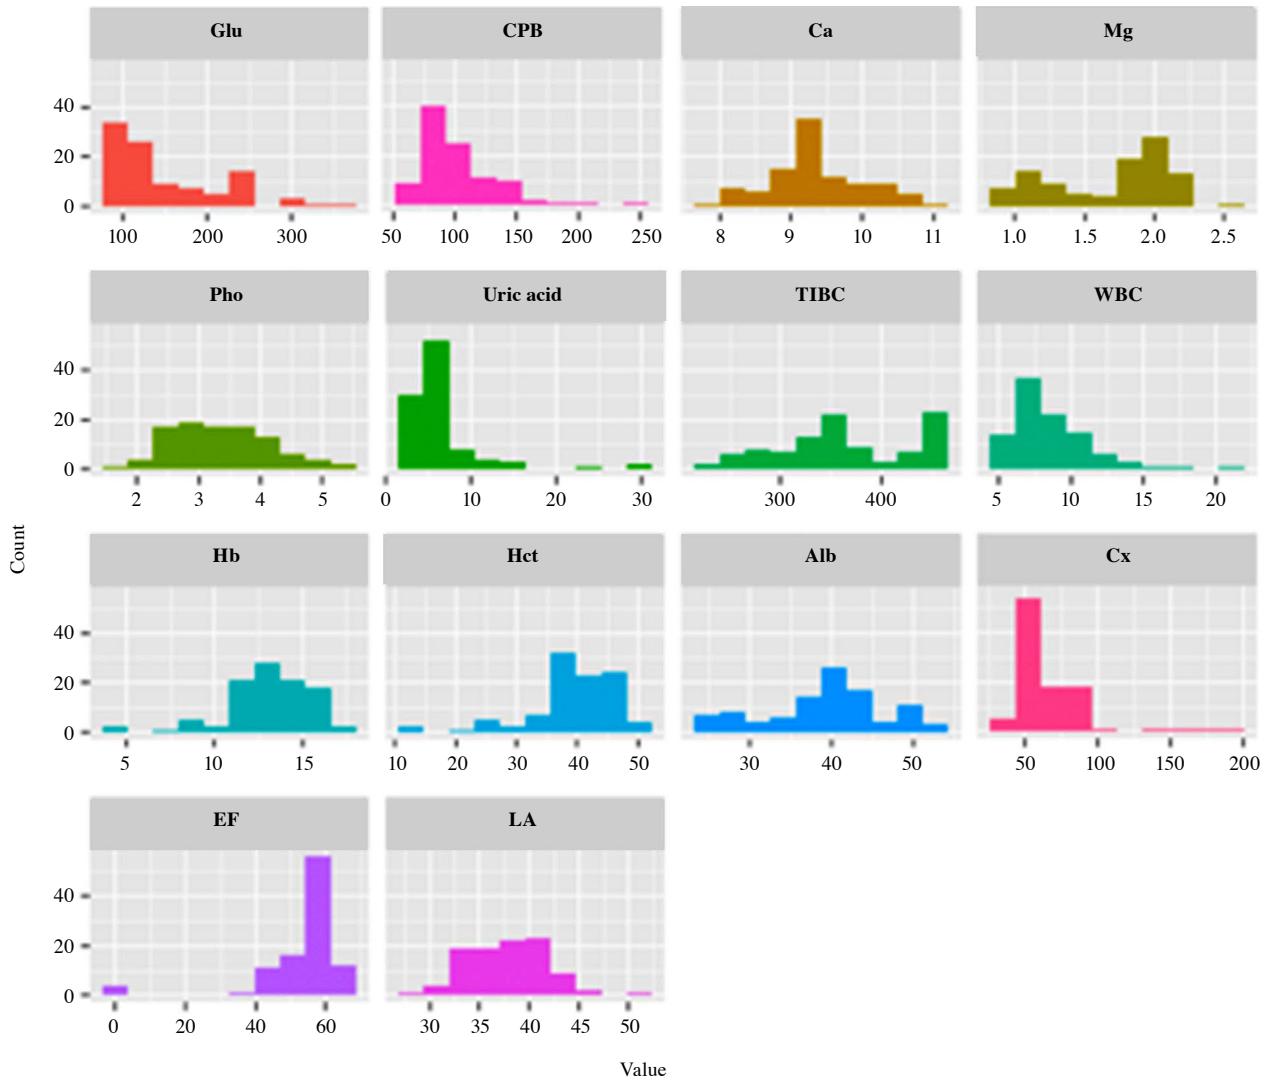 Glu CPB Ca Mg
40
20
0
100 200 300 50 100 150 200 250 8 9 10 11 1.0 1.5 2.0 2.5
Pho Uric acid TIBC WBC
40
20
0
2 3 4 5 0 10 20 30 300 400 5 10 15 20
Count
Hb Hct Alb Cx
40
20
0
5 10 15 10 20 30 40 50 30 40 50 50 100 150 200
EF LA
40
20
0
0 20 40 60 30 35 40 45 50
Value